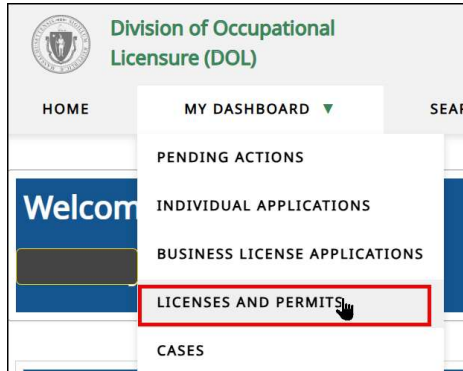 Division of Occupational
Licensure (DOL)
HOME
MY DASHBOARD ▼
PENDING ACTIONS
Welcom
INDIVIDUAL APPLICATIONS
BUSINESS LICENSE APPLICATIONS
LICENSES AND PERMITS
CASES